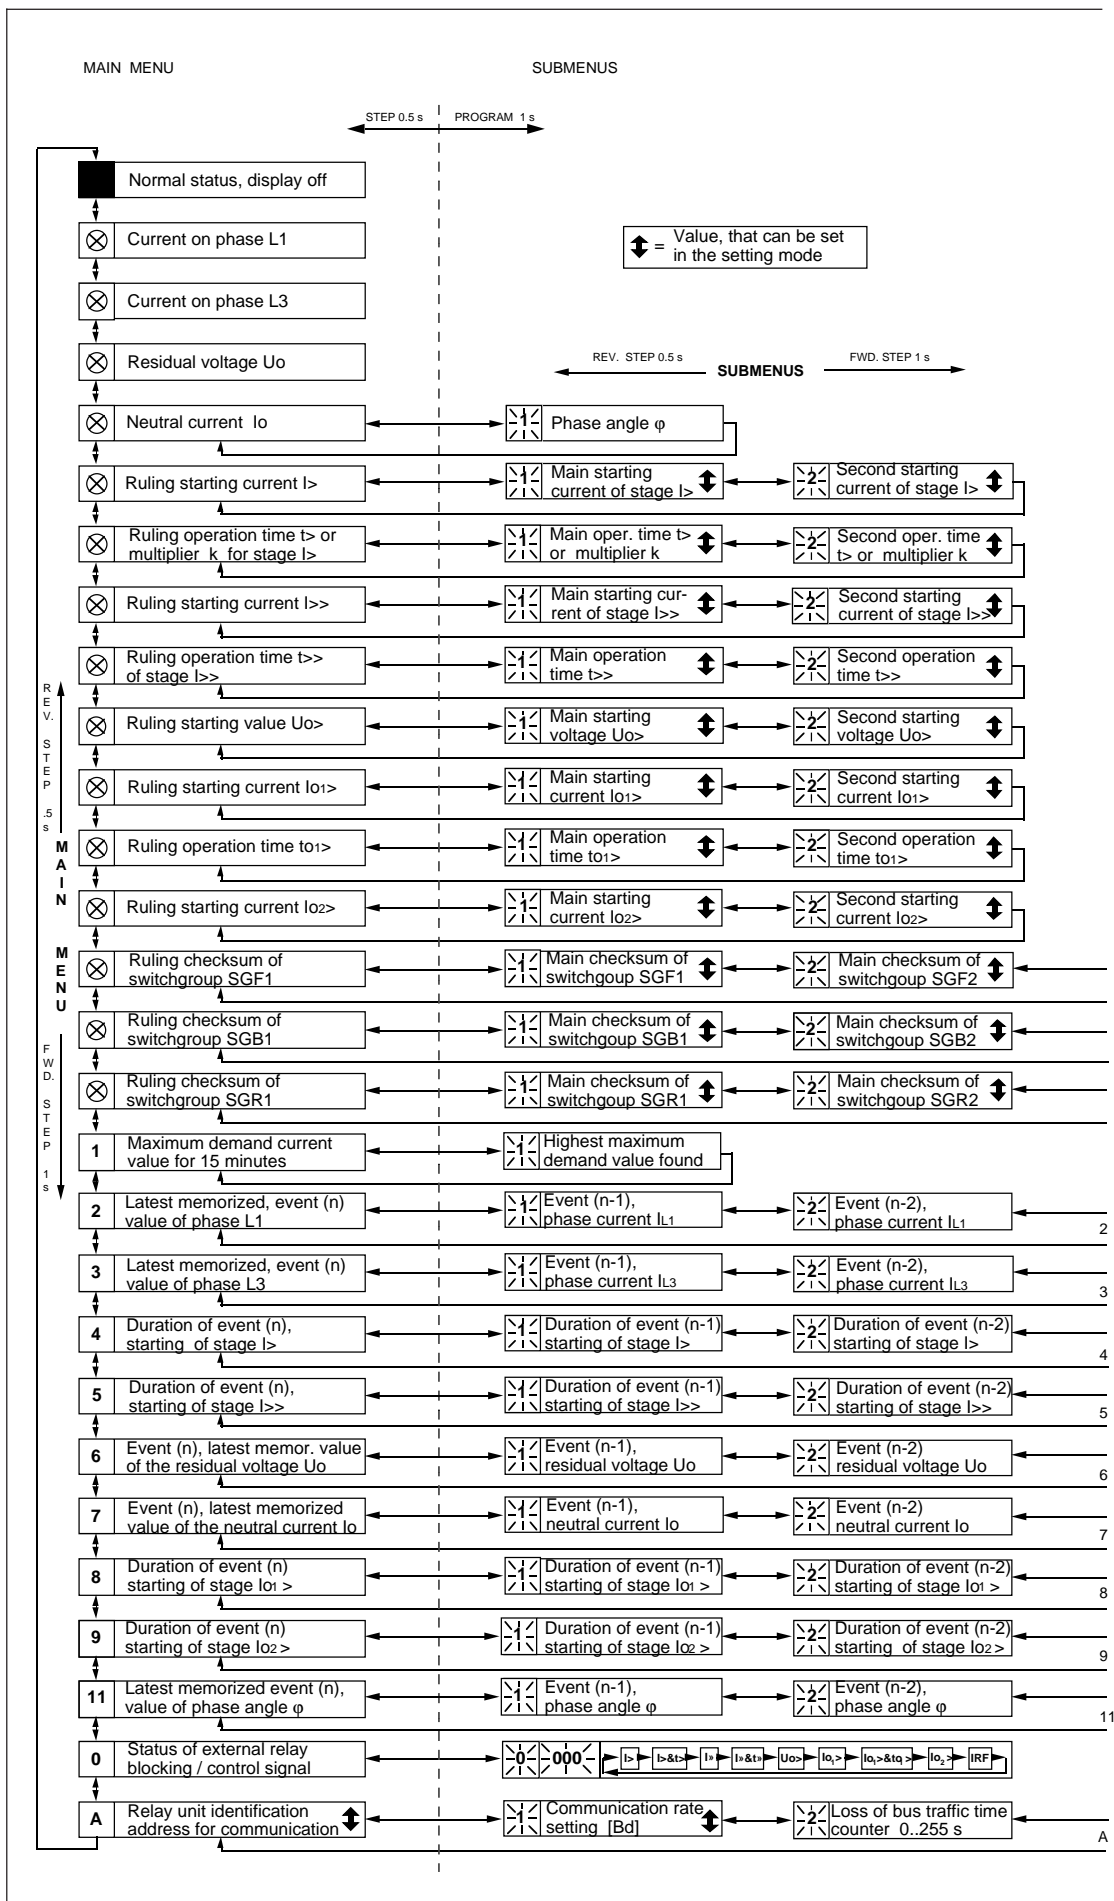 MAIN MENU
SUBMENUS
STEP 0.5 s
PROGRAM 1 s
Normal status, display off
Current on phase L1
= Value, that can be set
in the setting mode
Current on phase L3
Residual voltage Uo
REV. STEP 0.5 s
SUBMENUS
FWD. STEP 1 s
Neutral current Io
1 Phase angle φ
Ruling starting current I>
1 Main starting
current of stage I>
2 Second starting
current of stage I>
Ruling operation time t> or
multiplier k for stage I>
1 Main oper. time t>
or multiplier k
2 Second oper. time
t> or multiplier k
Ruling starting current I>>
1 Main starting cur-
rent of stage I>>
2 Second starting
current of stage I>>
Ruling operation time t>>
of stage I>>
1 Main operation
time t>>
2 Second operation
time t>>
Ruling starting value Uo>
1 Main starting
voltage Uo>
2 Second starting
voltage Uo>
Ruling starting current Io1>
1 Main starting
current Io1>
2 Second starting
current Io1>
Ruling operation time to1>
1 Main operation
time to1>
2 Second operation
time to1>
Ruling starting current Io2>
1 Main starting
current Io2>
2 Second starting
current Io2>
Ruling checksum of
switchgroup SGF1
1 Main checksum of
switchgoup SGF1
2 Main checksum of
switchgoup SGF2
Ruling checksum of
switchgroup SGB1
1 Main checksum of
switchgoup SGB1
2 Main checksum of
switchgoup SGB2
Ruling checksum of
switchgroup SGR1
1 Main checksum of
switchgoup SGR1
2 Main checksum of
switchgoup SGR2
REV. STEP .5 s
MAIN MENU
FWD. STEP 1 s
1 Maximum demand current
value for 15 minutes
1 Highest maximum
demand value found
2 Latest memorized, event (n)
value of phase L1
1 Event (n-1),
phase current IL1
2 Event (n-2),
phase current IL1
2
3 Latest memorized, event (n)
value of phase L3
1 Event (n-1),
phase current IL3
2 Event (n-2),
phase current IL3
3
4 Duration of event (n),
starting of stage I>
1 Duration of event (n-1)
starting of stage I>
2 Duration of event (n-2)
starting of stage I>
4
5 Duration of event (n),
starting of stage I>>
1 Duration of event (n-1)
starting of stage I>>
2 Duration of event (n-2)
starting of stage I>>
5
6 Event (n), latest memor. value
of the residual voltage Uo
1 Event (n-1),
residual voltage Uo
2 Event (n-2)
residual voltage Uo
6
7 Event (n), latest memorized
value of the neutral current Io
1 Event (n-1),
neutral current Io
2 Event (n-2)
neutral current Io
7
8 Duration of event (n)
starting of stage Io1 >
1 Duration of event (n-1)
starting of stage Io1 >
2 Duration of event (n-2)
starting of stage Io1 >
8
9 Duration of event (n)
starting of stage Io2 >
1 Duration of event (n-1)
starting of stage Io2 >
2 Duration of event (n-2)
starting of stage Io2 >
9
11 Latest memorized event (n),
value of phase angle φ
1 Event (n-1),
phase angle φ
2 Event (n-2),
phase angle φ
11
0 Status of external relay
blocking / control signal
0 000 I> I>&t> I» I»&t» Uo> Io1> Io1>&to1> Io2> IRF
A Relay unit identification
address for communication
1 Communication rate
setting [Bd]
2 Loss of bus traffic time
counter 0..255 s
A